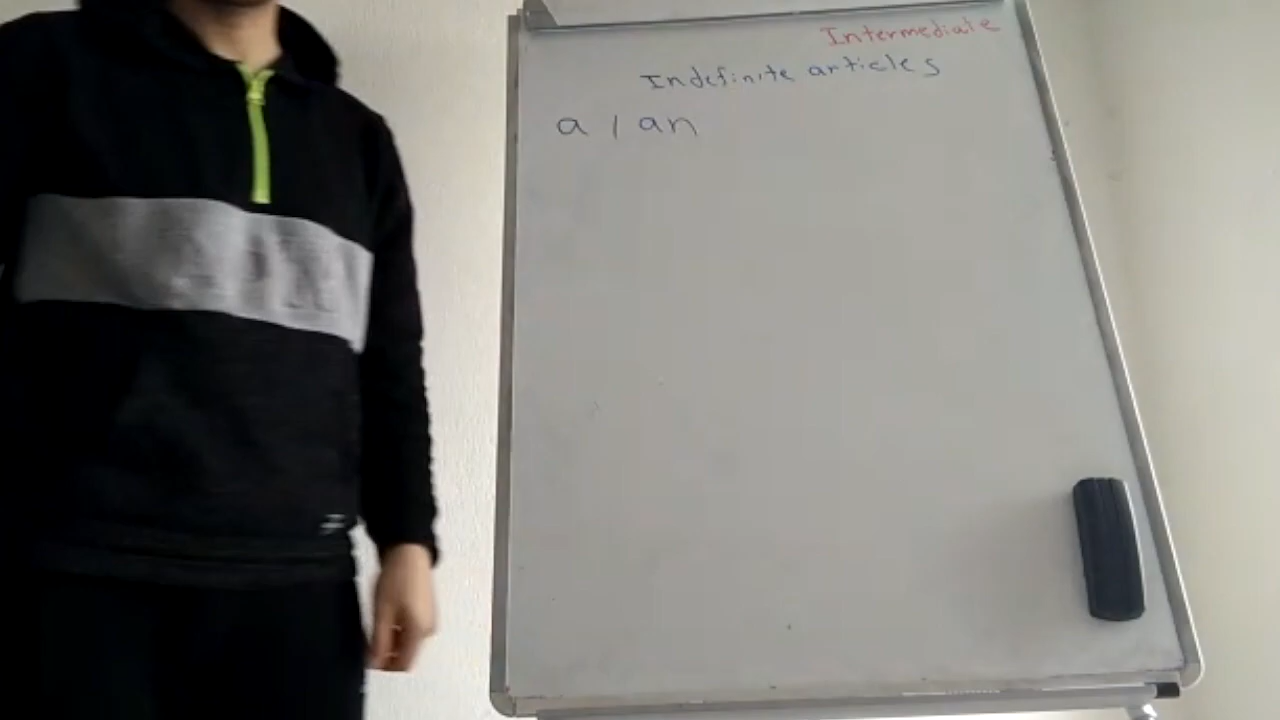 Intermediate
Indefinite articles
a / an